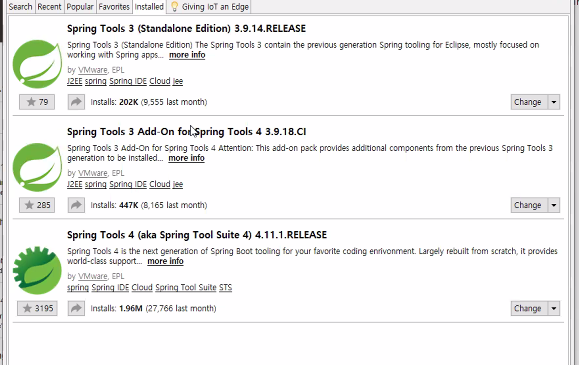 Search Recent Popular Favorites Installed Giving IoT an Edge
Spring Tools 3 (Standalone Edition) 3.9.14.RELEASE
Spring Tools 3 (Standalone Edition) The Spring Tools 3 contain the previous generation Spring tooling for Eclipse, mostly focused on
working with Spring apps... more info
by VMware, EPL
J2EE spring Spring IDE Cloud jee
79 Installs: 202K (9,555 last month) Change
Spring Tools 3 Add-On for Spring Tools 4 3.9.18.CI
Spring Tools 3 Add-On for Spring Tools 4 Attention: This add-on pack provides additional components from the previous Spring Tools 3
generation to be installed... more info
by VMware, EPL
J2EE spring Spring IDE Cloud jee
285 Installs: 447K (8,165 last month) Change
Spring Tools 4 (aka Spring Tool Suite 4) 4.11.1.RELEASE
Spring Tools 4 is the next generation of Spring Boot tooling for your favorite coding enrivonment. Largely rebuilt from scratch, it provides
world-class support... more info
by VMware, EPL
spring Spring IDE Cloud Spring Tool Suite STS
3195 Installs: 1.96M (27,766 last month) Change